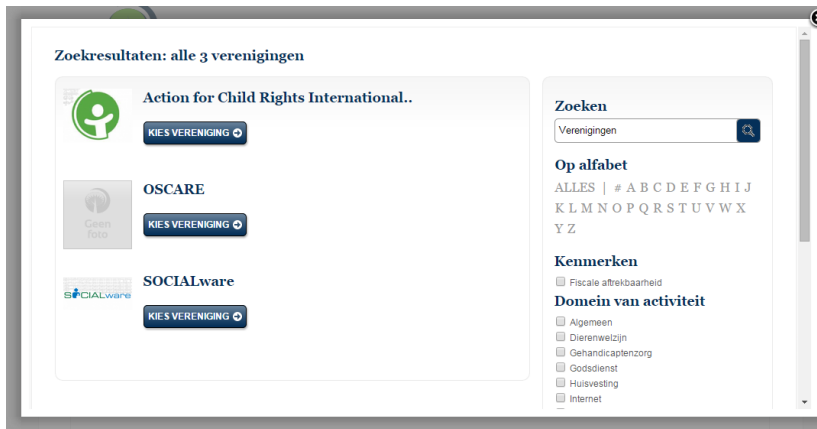 Zoekresultaten: alle 3 verenigingen
Action for Child Rights International..
KIES VERENIGING
OSCARE
Geen
foto
KIES VERENIGING
SOCIALware
SOCIALware
KIES VERENIGING
Zoeken
Verenigingen
Op alfabet
ALLES | # A B C D E F G H I J
K L M N O P Q R S T U V W X
Y Z
Kenmerken
Fiscale aftrekbaarheid
Domein van activiteit
Algemeen
Dierenwelzijn
Gehandicaptenzorg
Godsdienst
Huisvesting
Internet